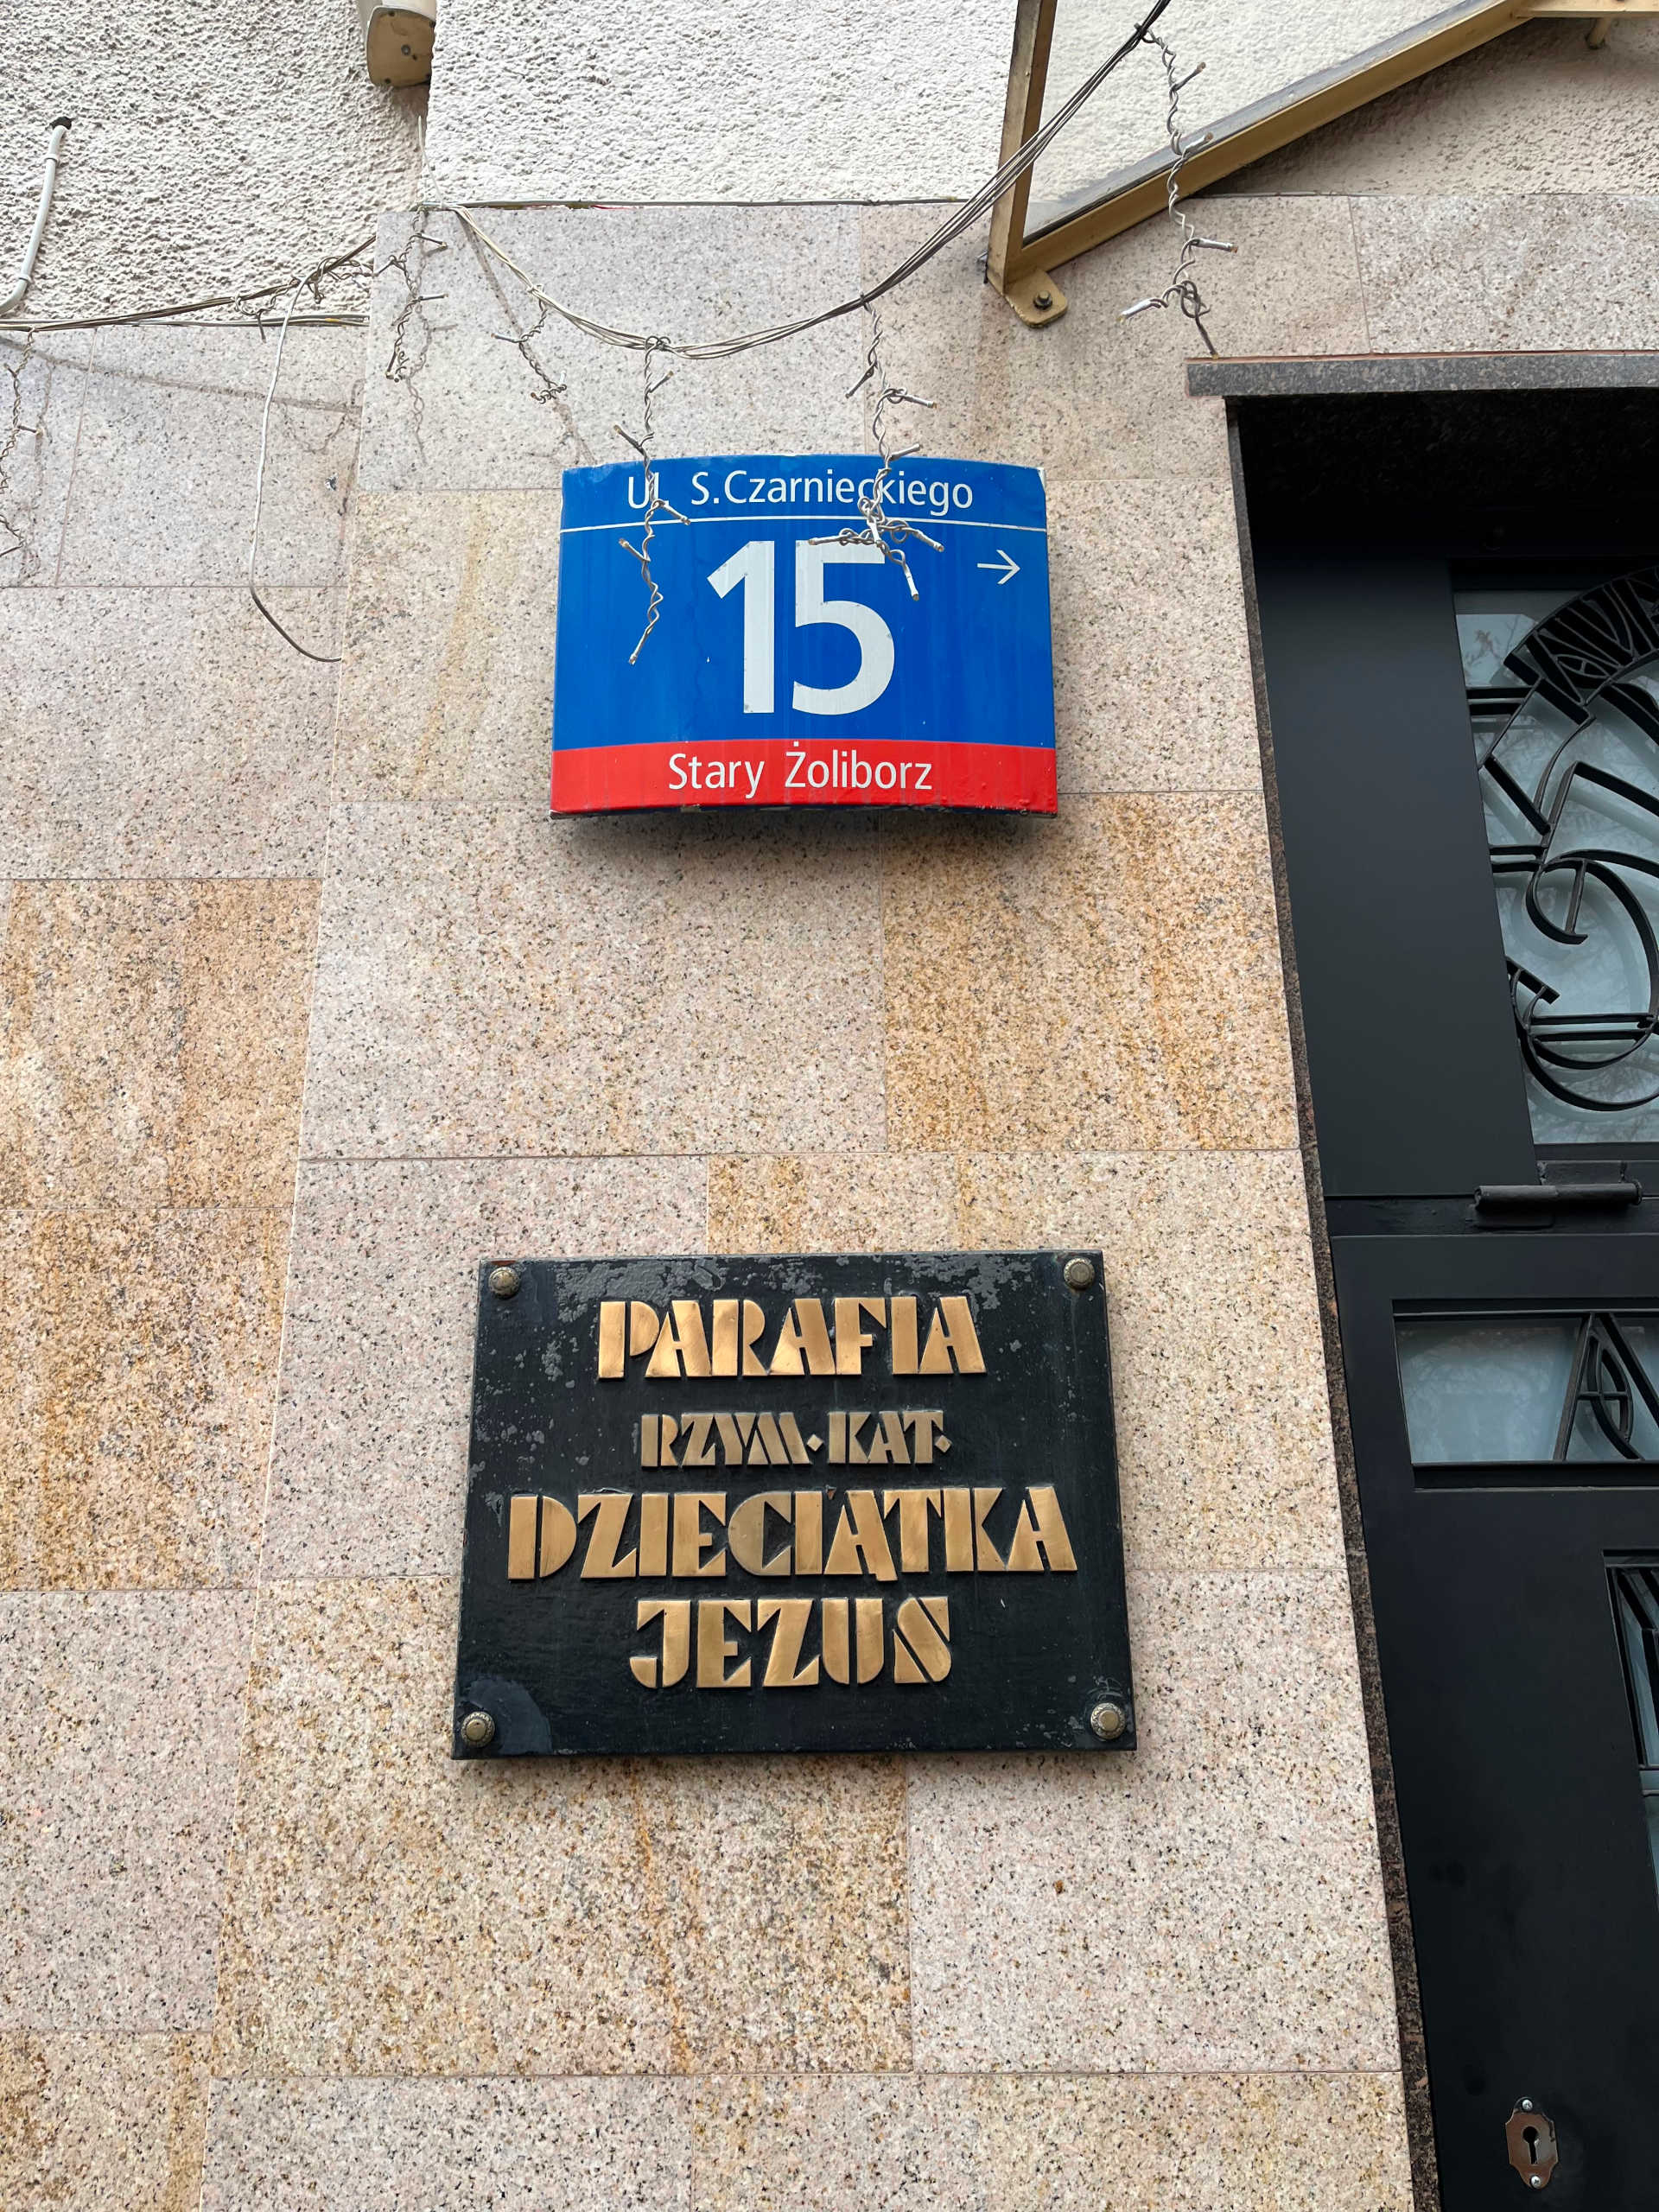 Ul. S.Czarnieckiego
15 →
Stary Żoliborz
PARAFIA
RZYM·KAT·
DZIECIĄTKA
JEZUS